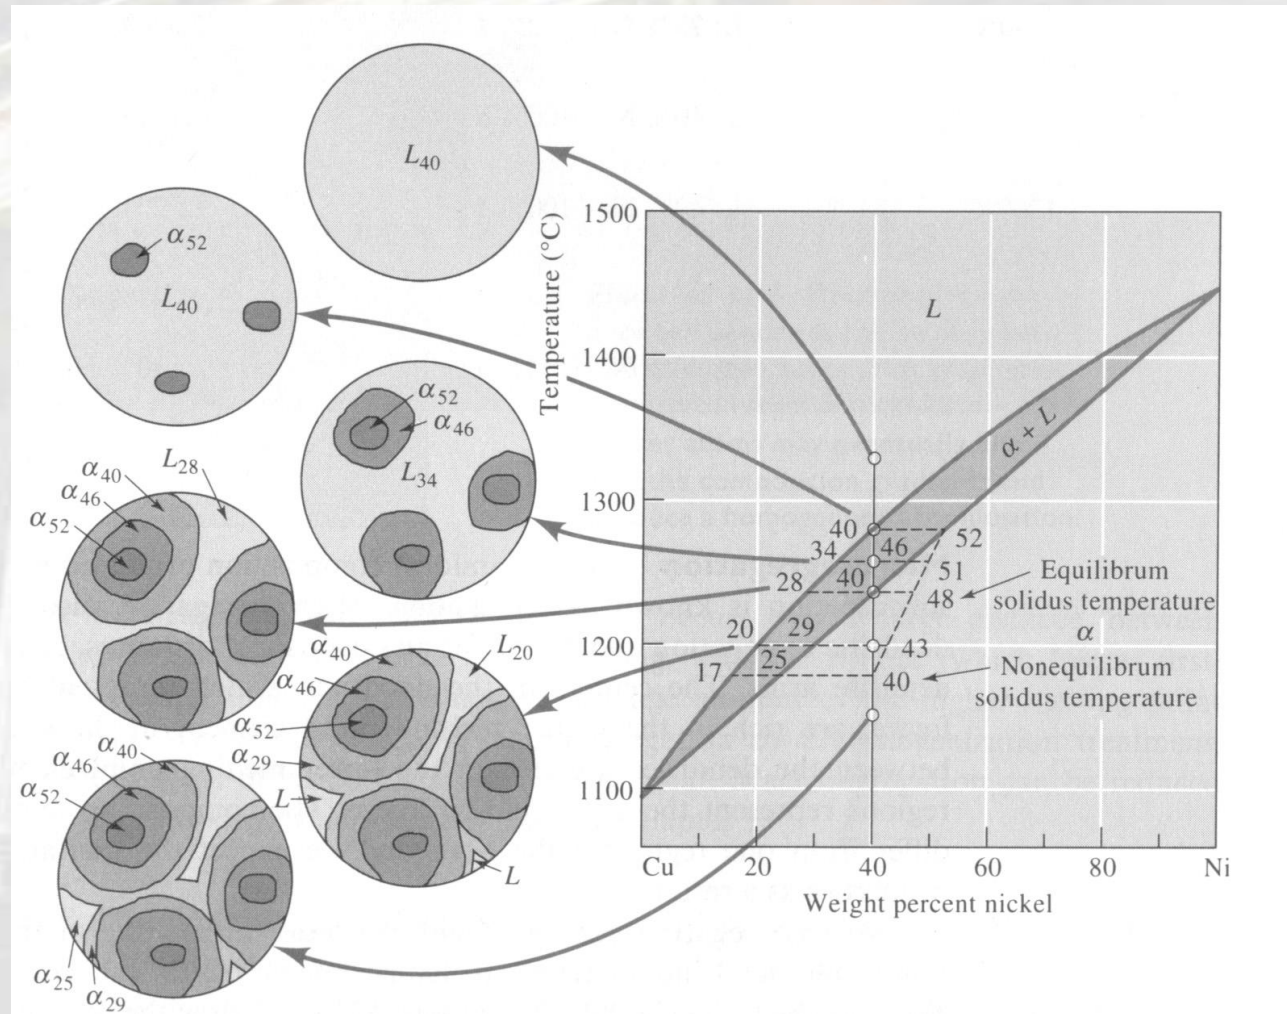 L40
α52
L40
α52
α46
L34
α40
L28
α46
α52
α40
L20
α46
α52
α29
L
L
α40
α46
α52
α25
α29
Temperature (°C)
1500
1400
1300
1200
1100
L
α + L
40
52
34
46
51
28
40
48
Equilibrum
solidus temperature
α
20
29
43
17
25
40
Nonequilibrum
solidus temperature
Cu
20
40
60
80
Ni
Weight percent nickel